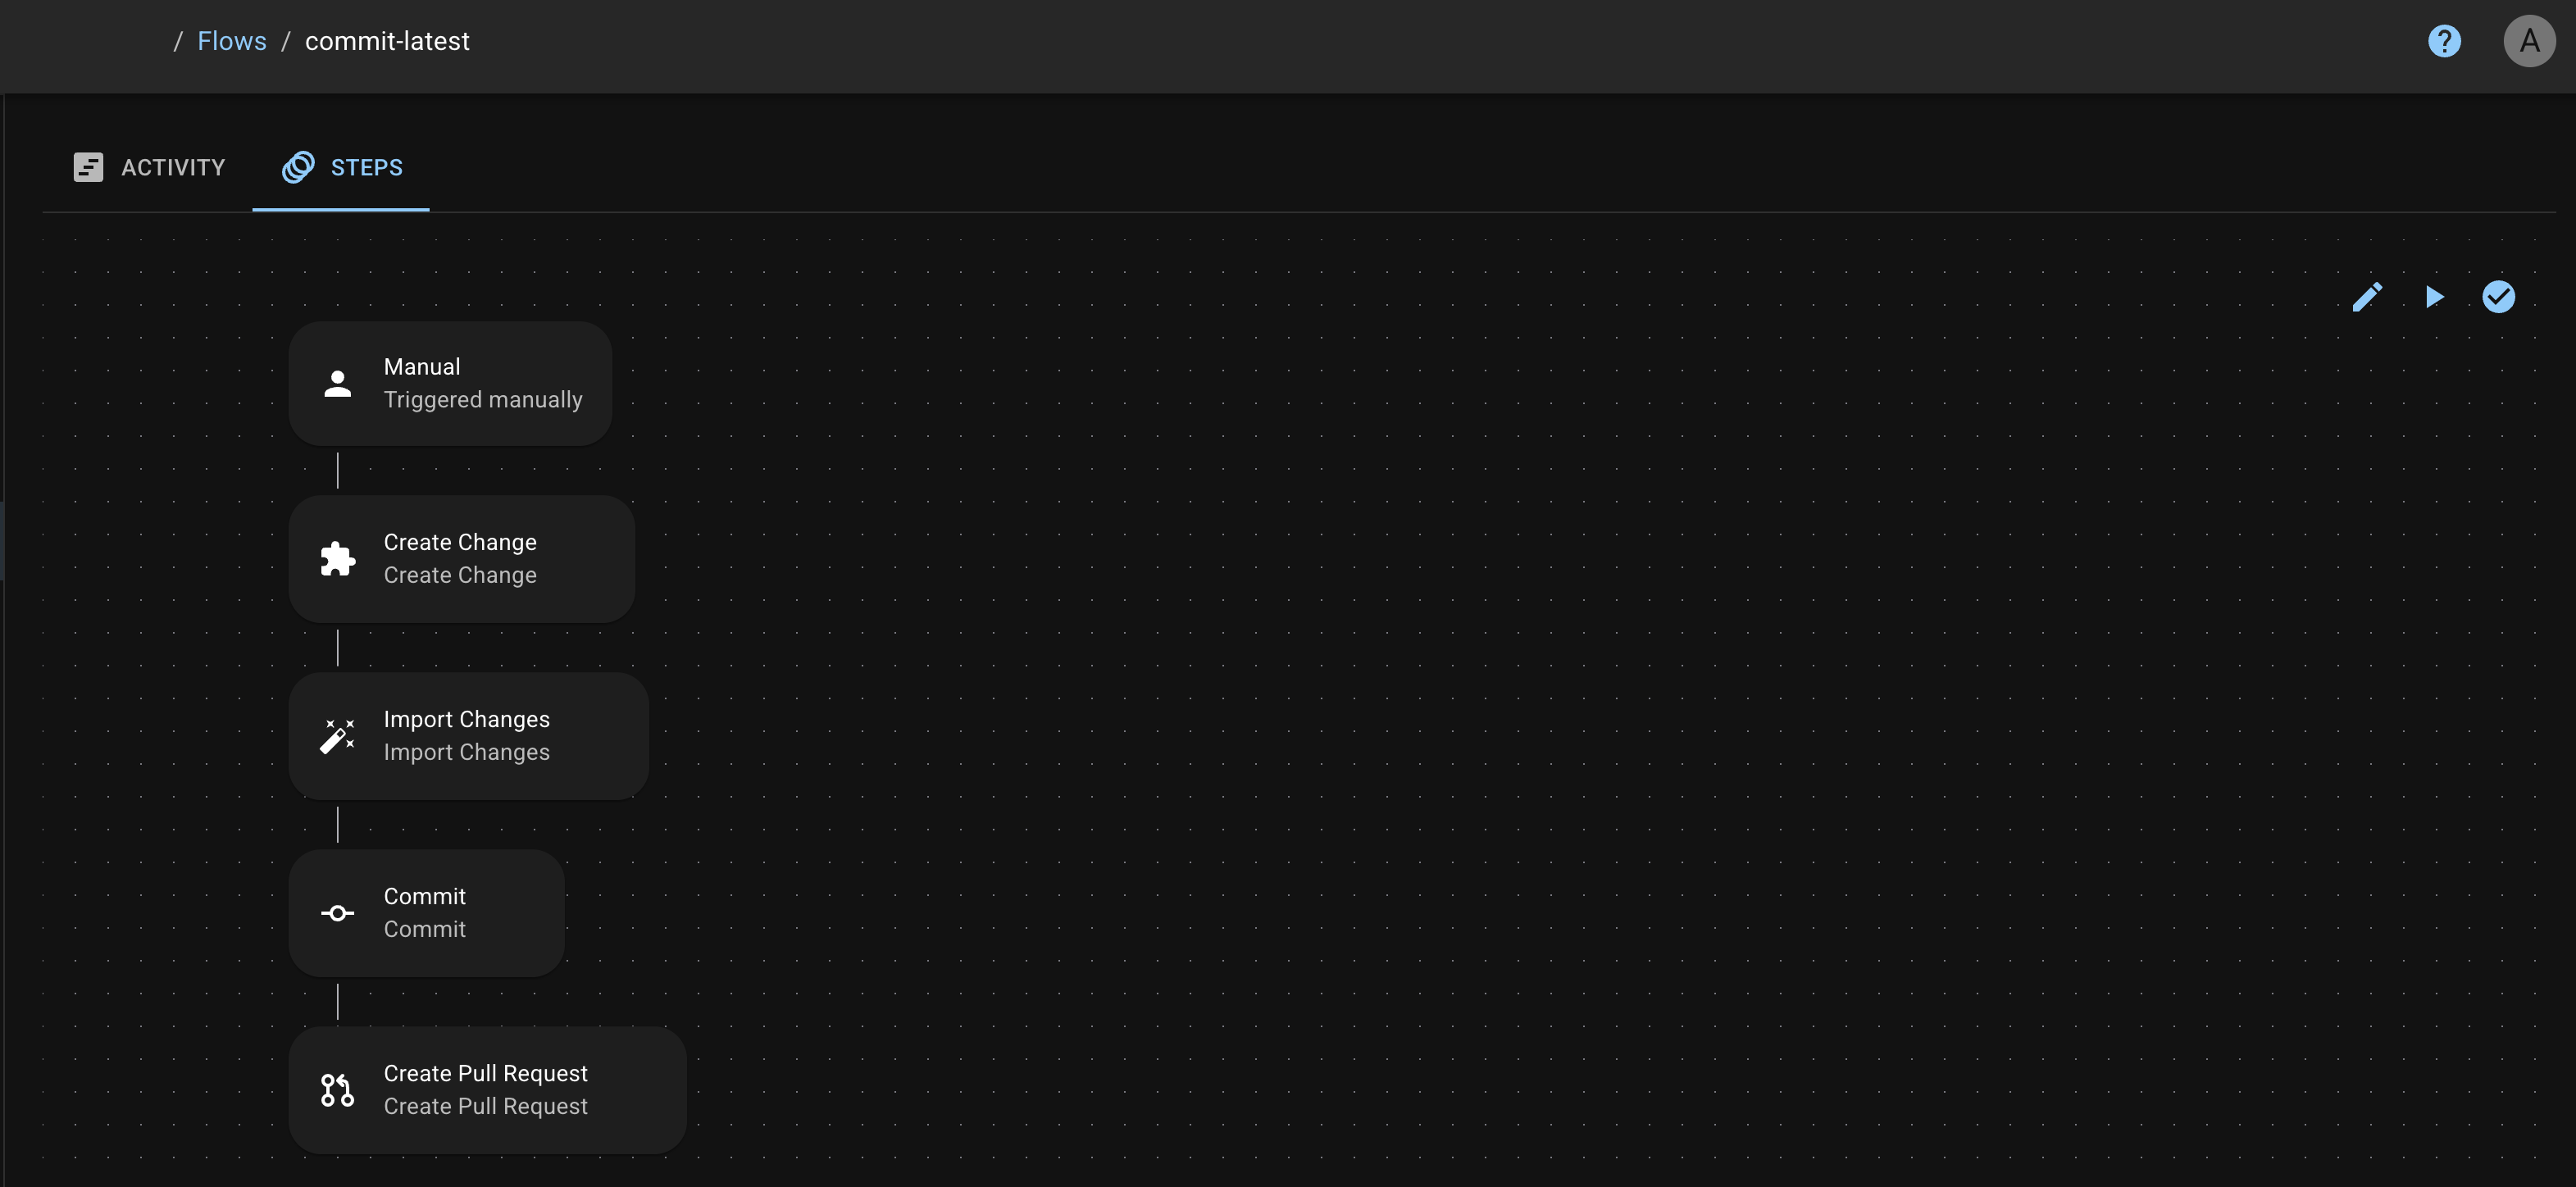 / Flows / commit-latest
A
ACTIVITY
STEPS
Manual
Triggered manually
Create Change
Create Change
Import Changes
Import Changes
Commit
Commit
Create Pull Request
Create Pull Request